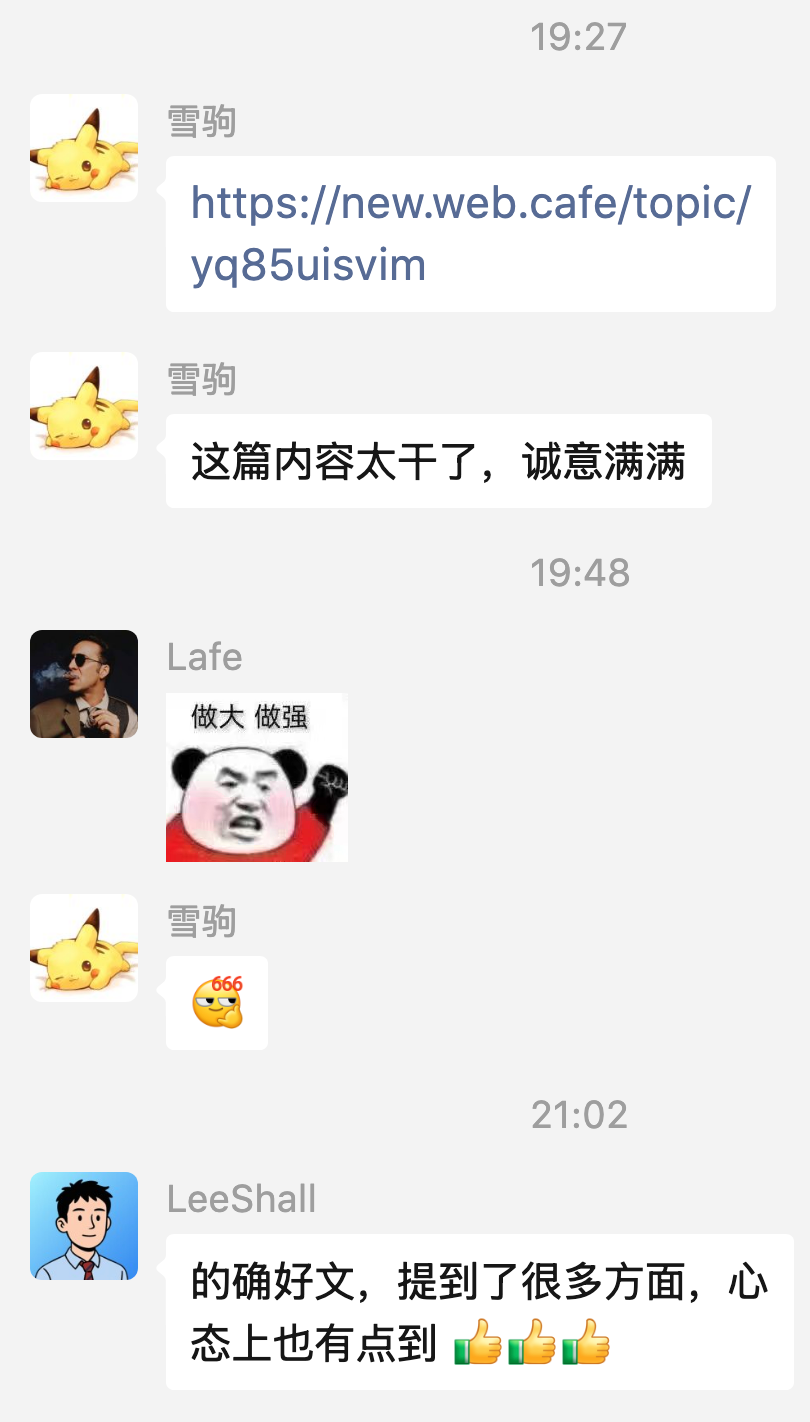 19:27
雪驹
https://new.web.cafe/topic/
yq85uisvim
雪驹
这篇内容太干了，诚意满满
19:48
Lafe
做大 做强
雪驹
666
21:02
LeeShall
的确好文，提到了很多方面，心
态上也有点到 👍👍👍